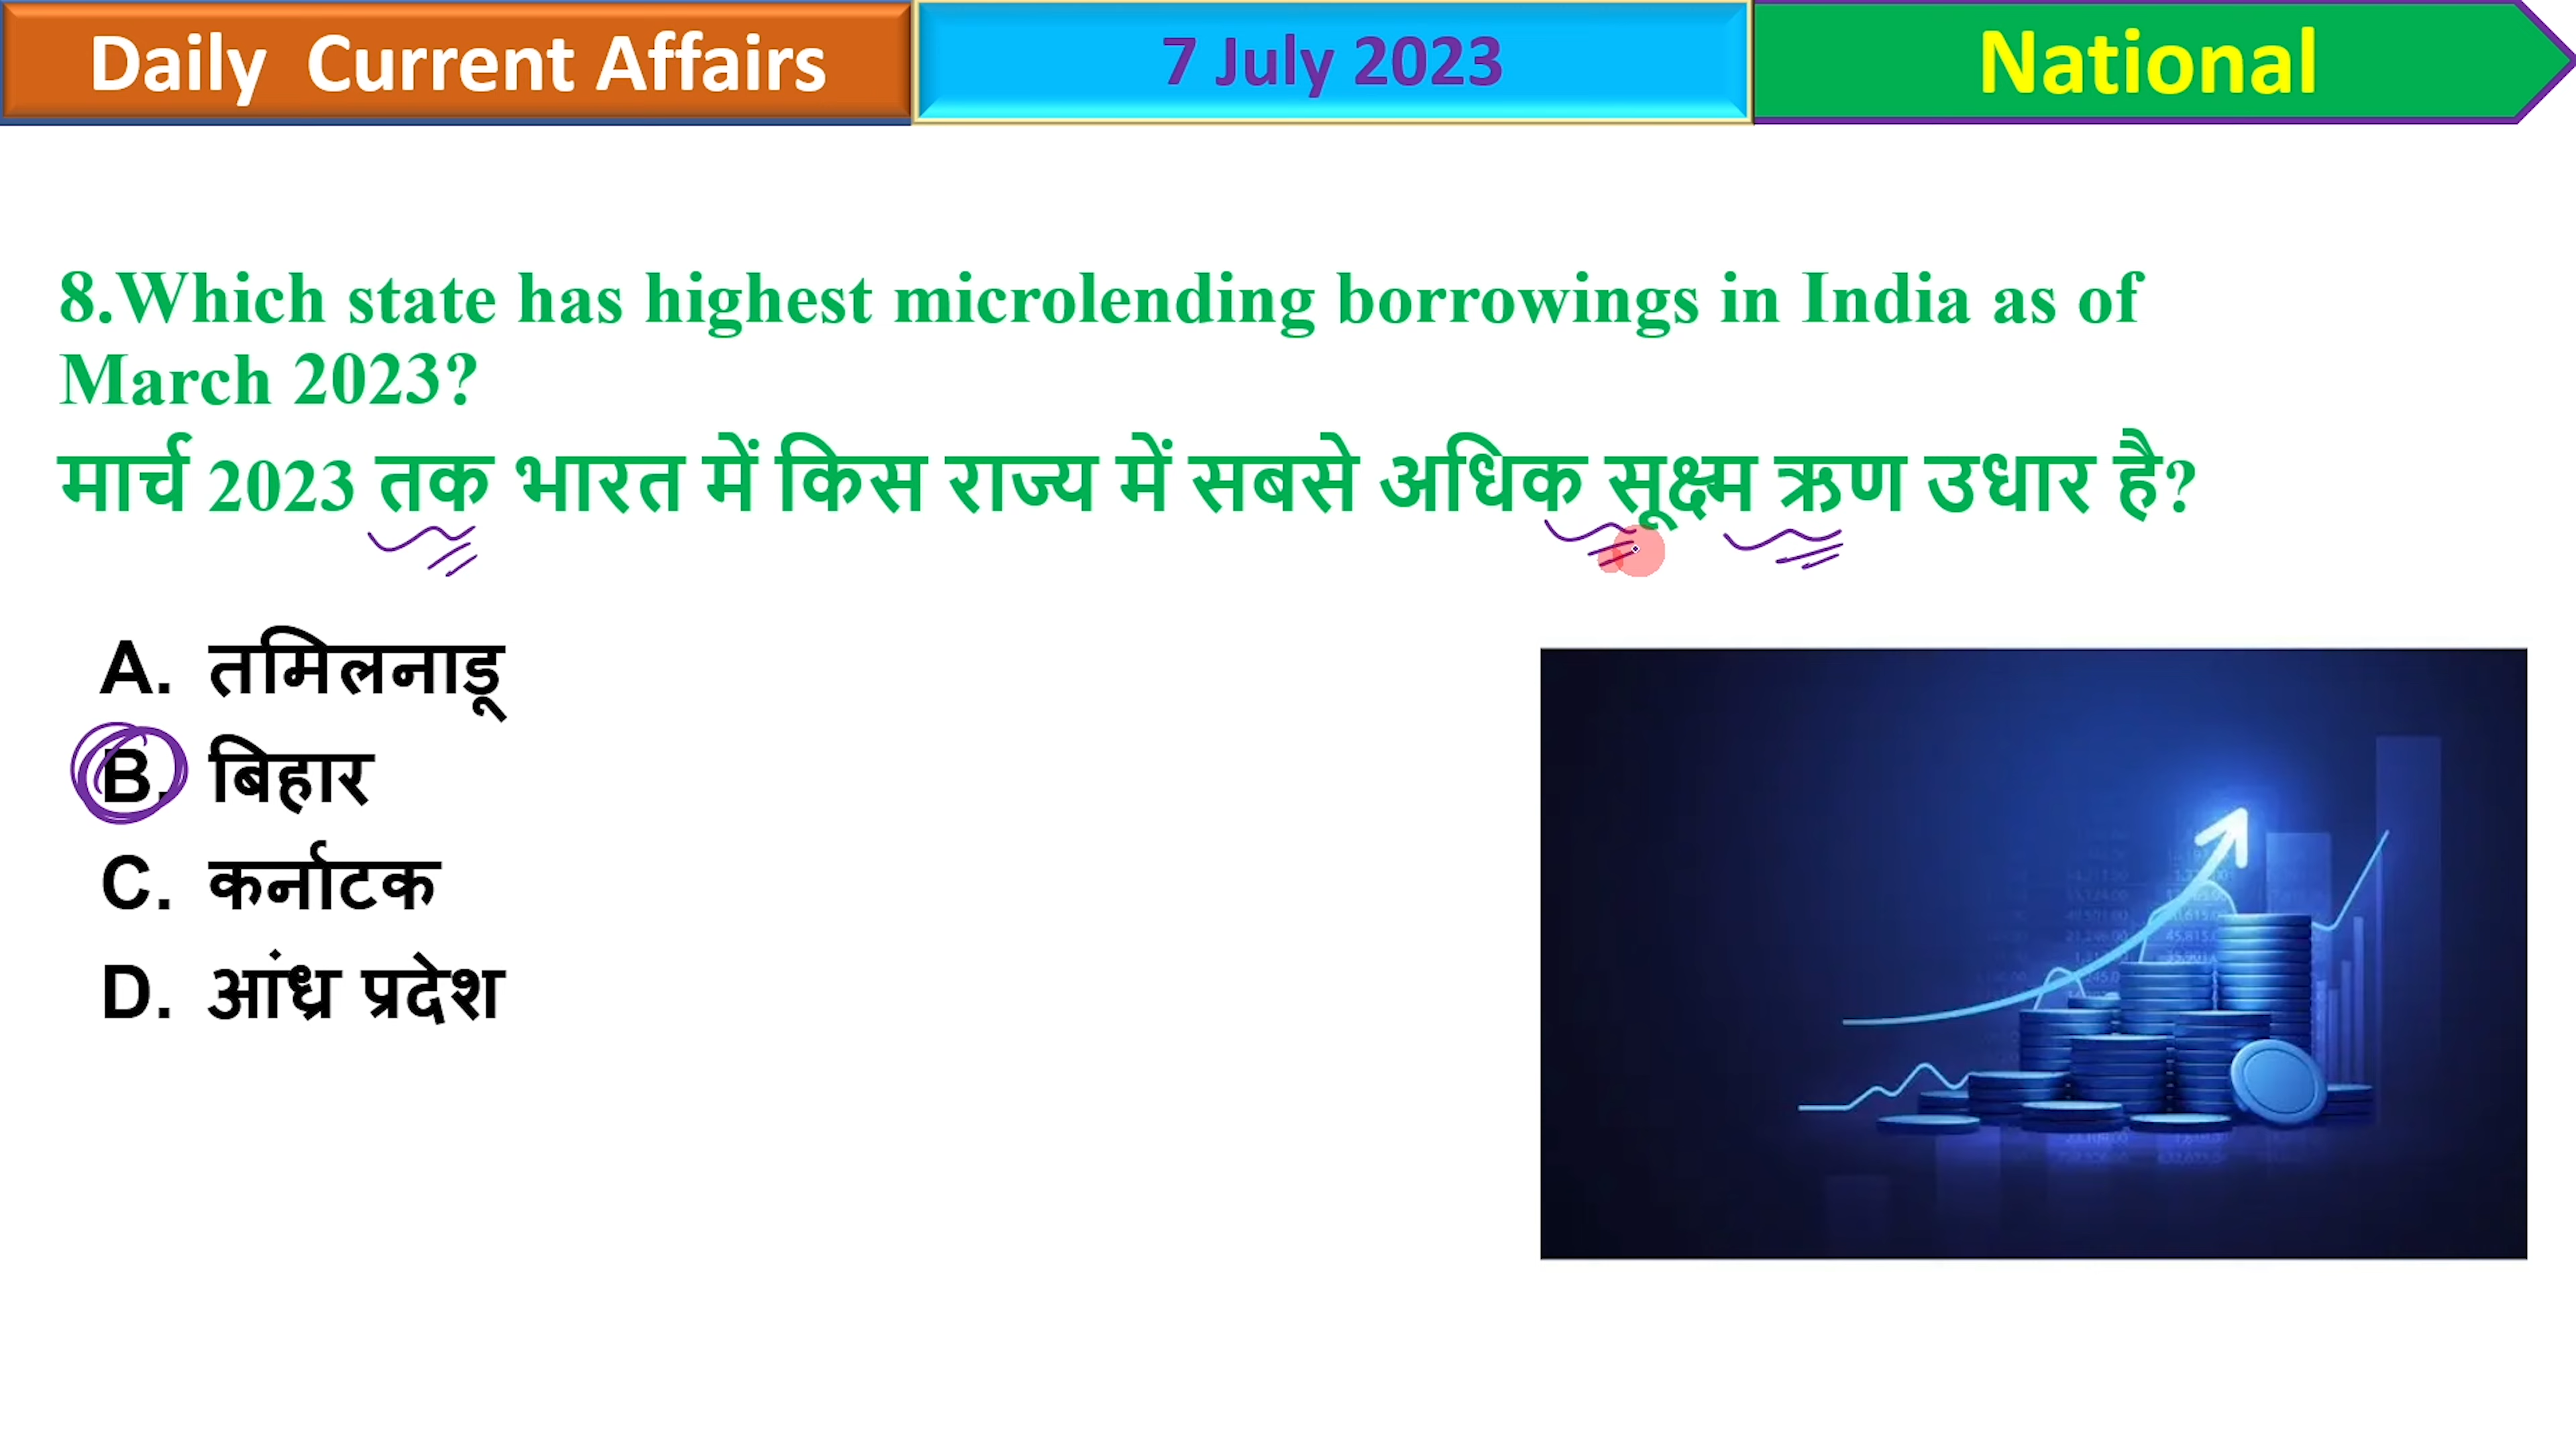 Daily Current Affairs
7 July 2023
National
8.Which state has highest microlending borrowings in India as of
March 2023?
मार्च 2023 तक भारत में किस राज्य में सबसे अधिक सूक्ष्म ऋण उधार है?
A. तमिलनाडू
B. बिहार
C. कर्नाटक
D. आंध्र प्रदेश